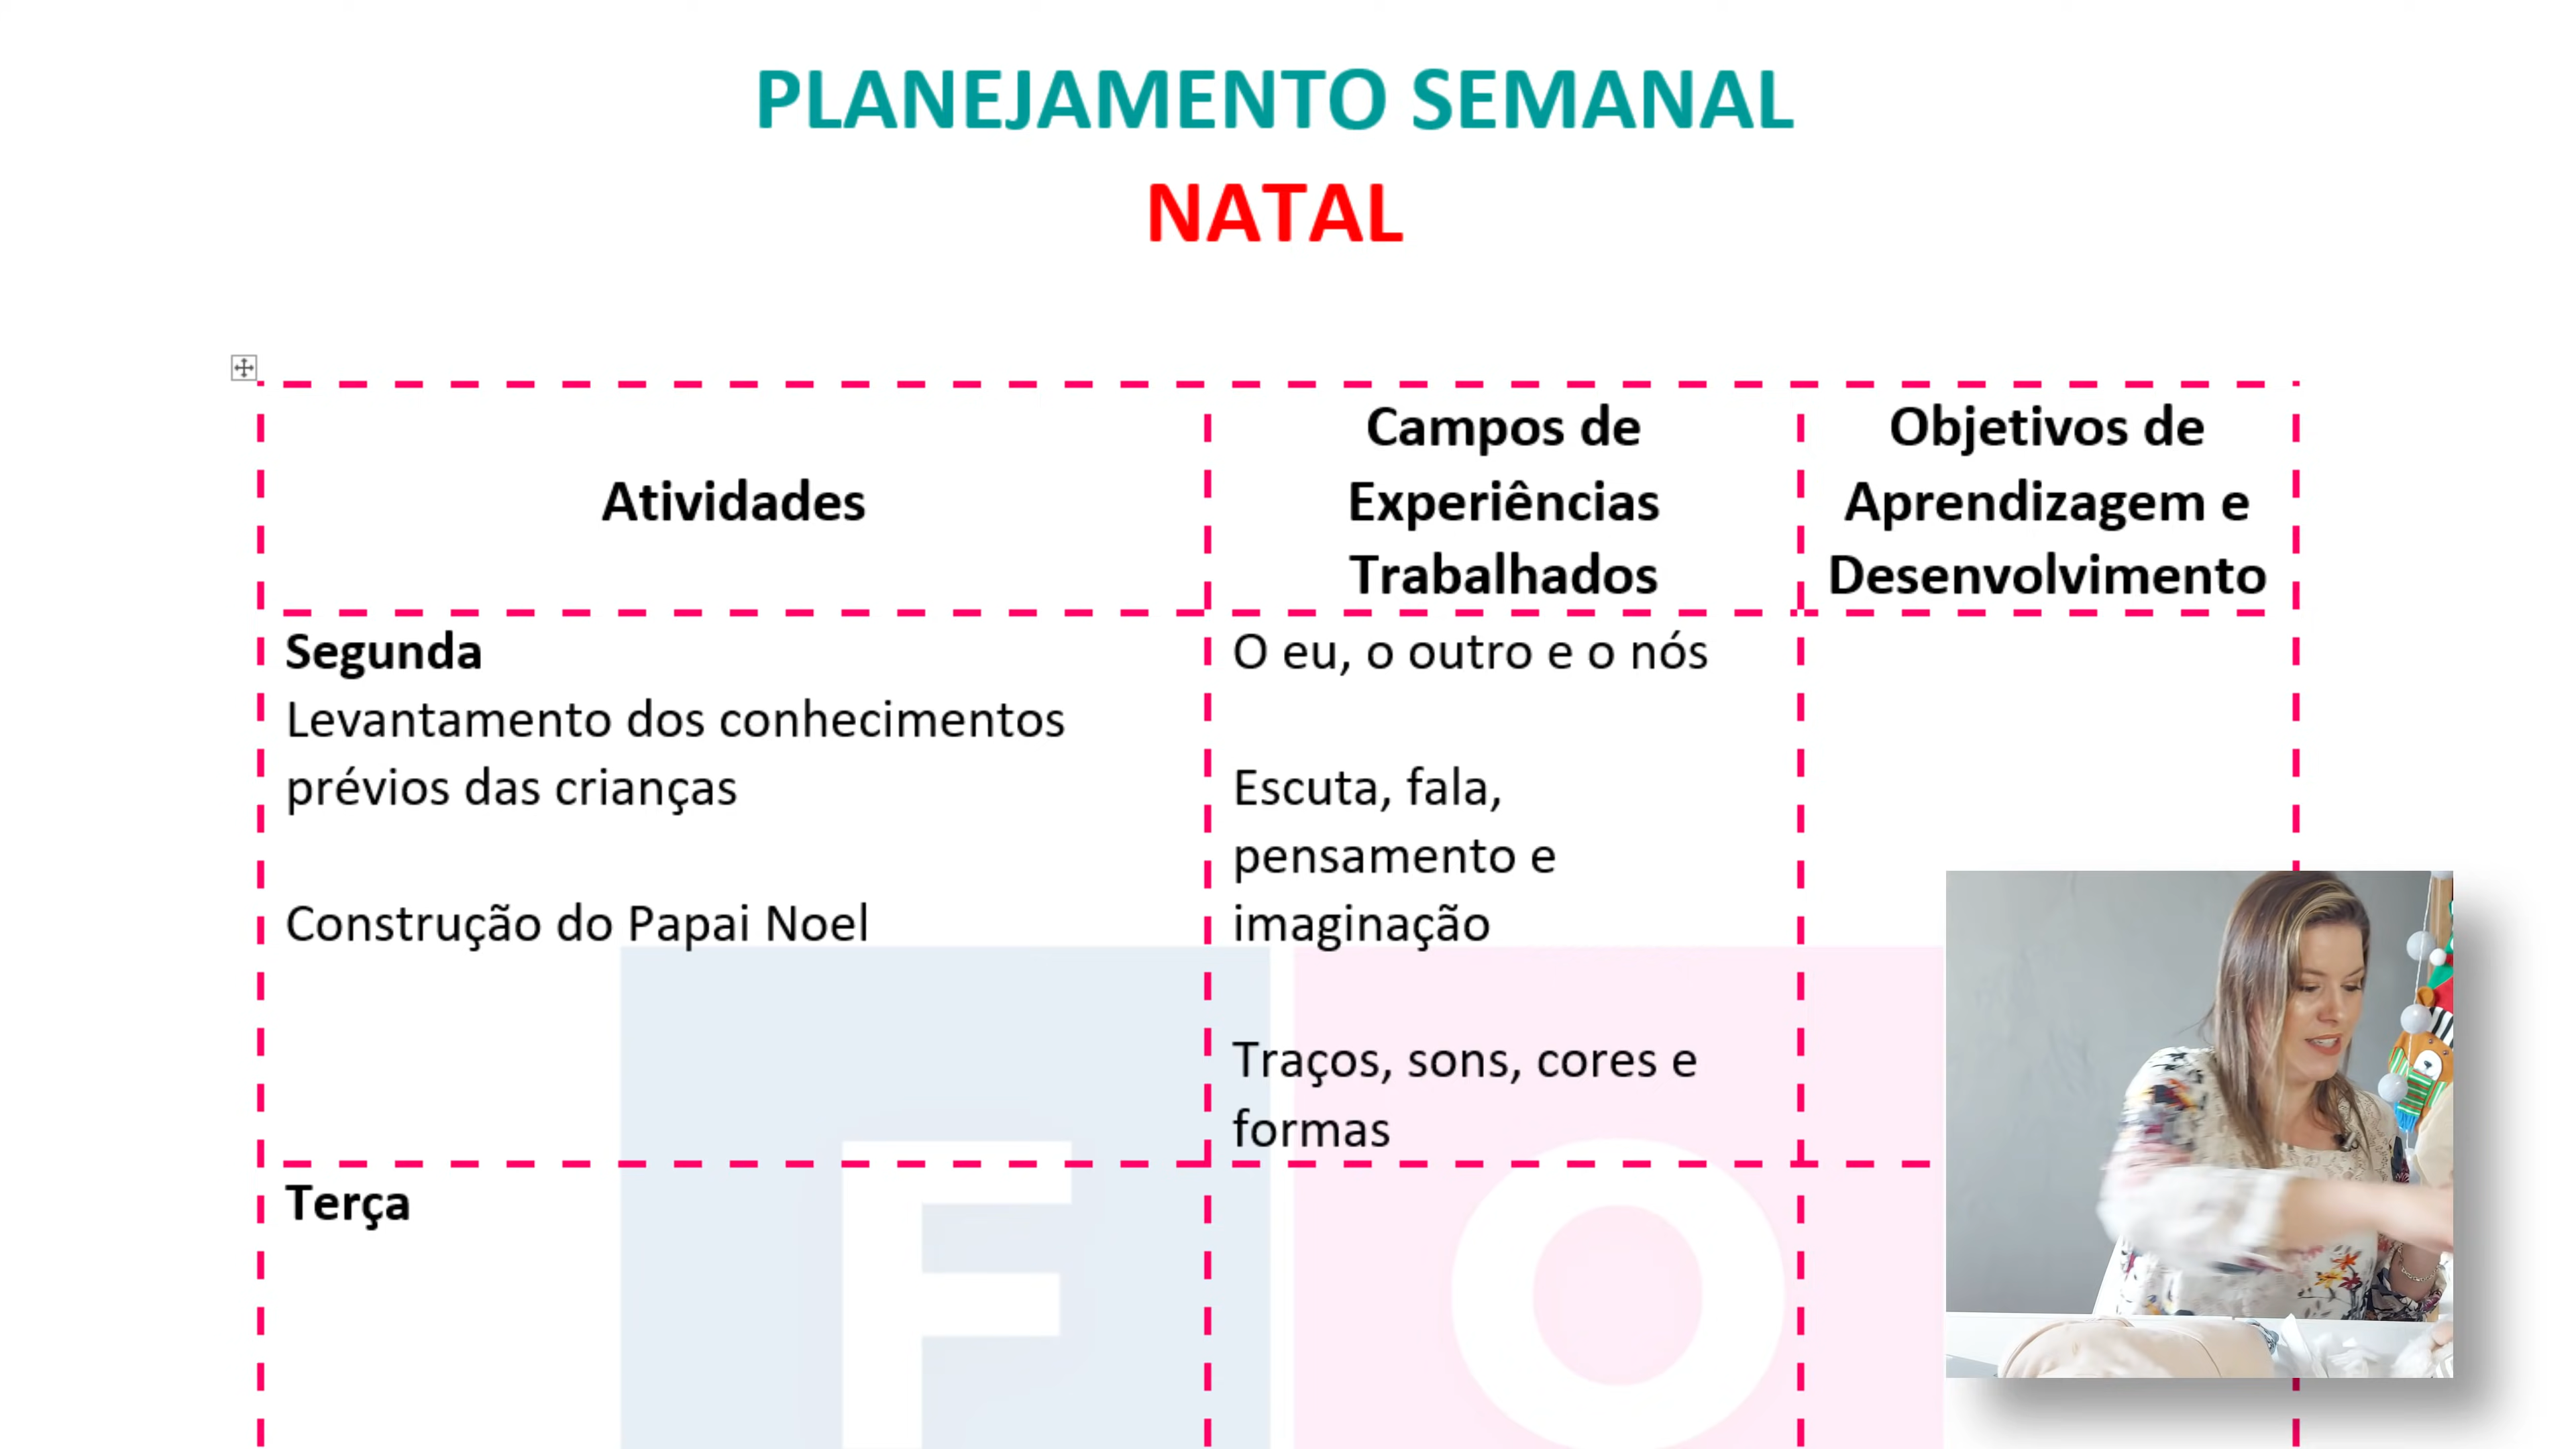 PLANEJAMENTO SEMANAL
NATAL
Atividades
Campos de
Experiências
Trabalhados
Objetivos de
Aprendizagem e
Desenvolvimento
Segunda
Levantamento dos conhecimentos
prévios das crianças
Construção do Papai Noel
O eu, o outro e o nós
Escuta, fala,
pensamento e
imaginação
Traços, sons, cores e
formas
Terça
F O